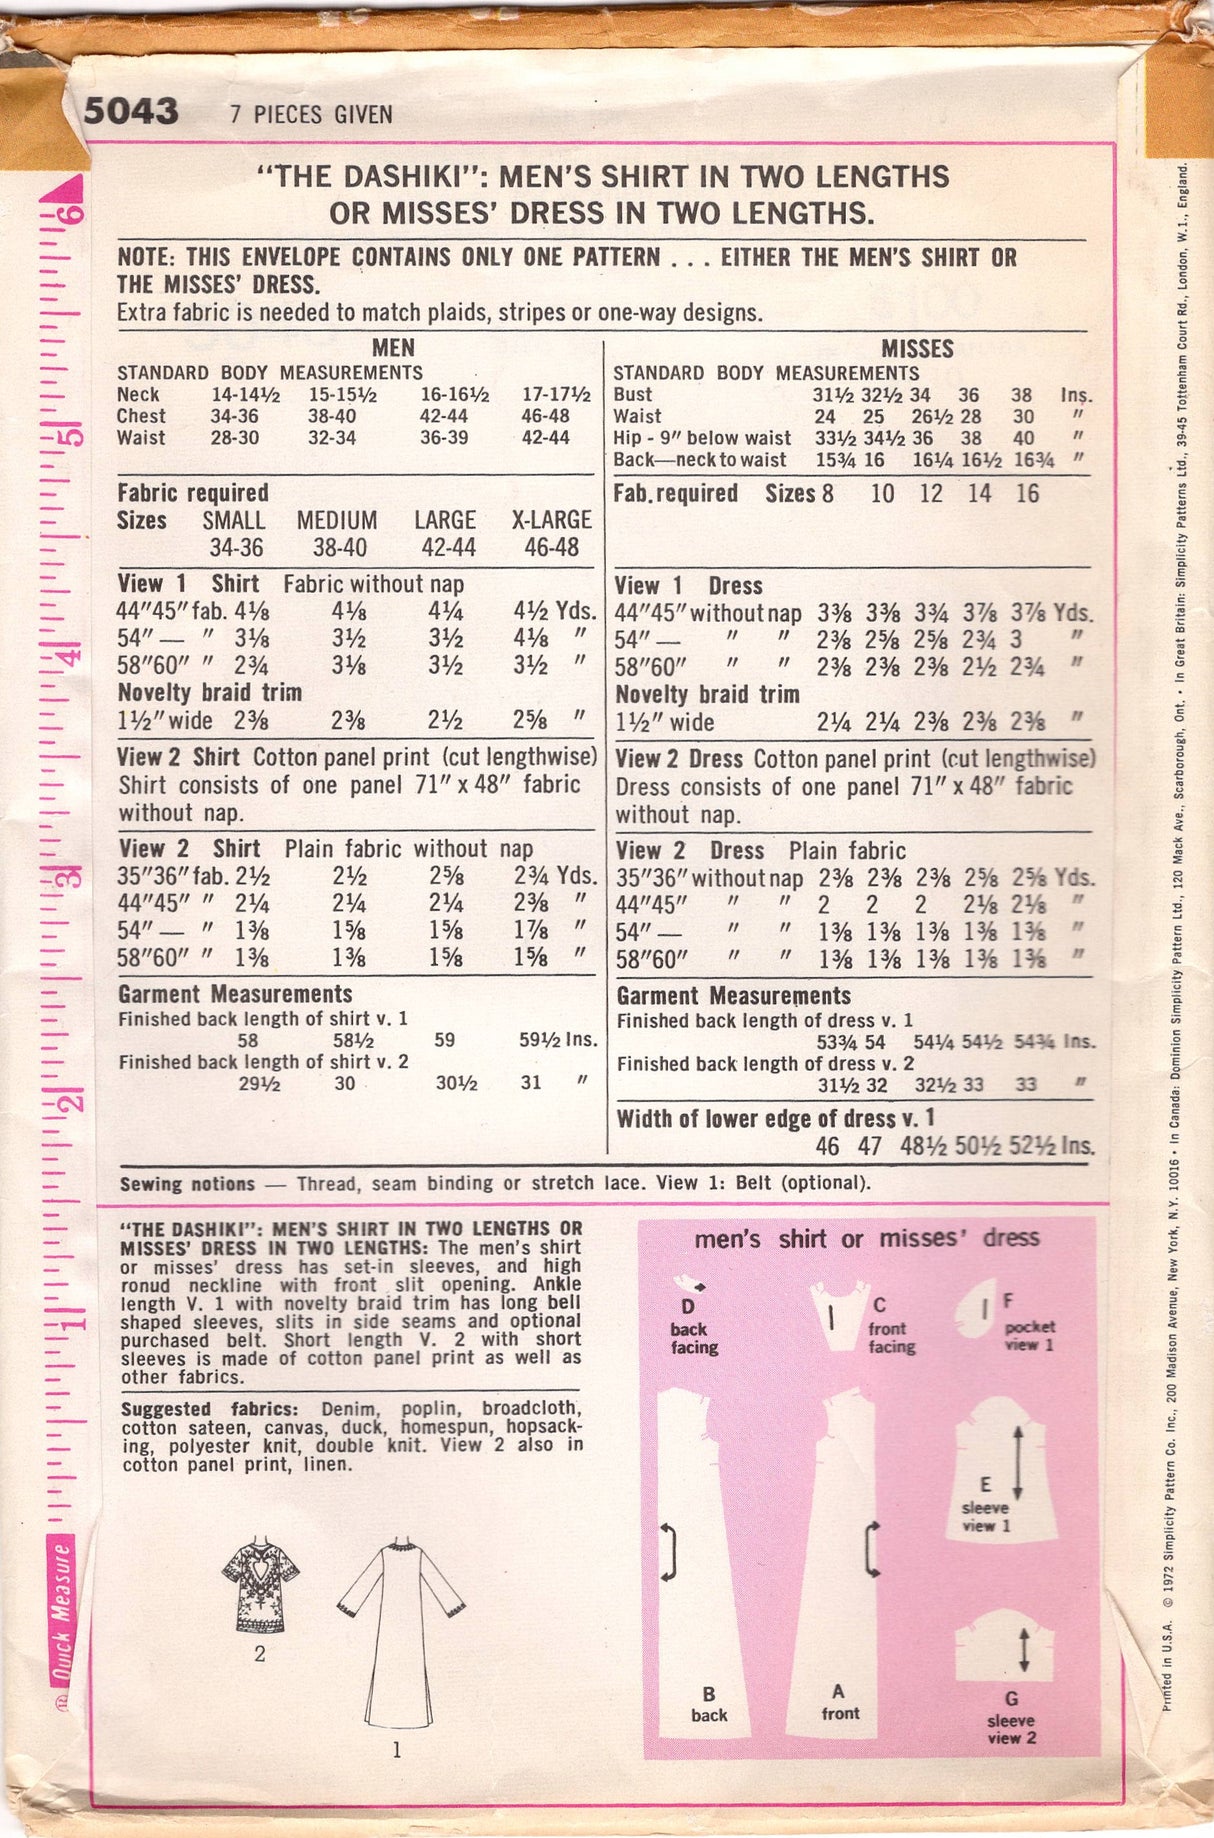 5043 7 PIECES GIVEN
“THE DASHIKI”: MEN’S SHIRT IN TWO LENGTHS
OR MISSES’ DRESS IN TWO LENGTHS.
NOTE: THIS ENVELOPE CONTAINS ONLY ONE PATTERN . . . EITHER THE MEN’S SHIRT OR
THE MISSES’ DRESS.
Extra fabric is needed to match plaids, stripes or one-way designs.
MEN
STANDARD BODY MEASUREMENTS
Neck 14-14½ 15-15½ 16-16½ 17-17½
Chest 34-36 38-40 42-44 46-48
Waist 28-30 32-34 36-39 42-44
Fabric required
Sizes SMALL MEDIUM LARGE X-LARGE
34-36 38-40 42-44 46-48
View 1 Shirt Fabric without nap
44″45″ fab. 4⅛ 4⅛ 4¼ 4½ Yds.
54″ — ″ 3⅛ 3½ 3½ 4⅛ ″
58″60″ ″ 2¾ 3⅛ 3½ 3½ ″
Novelty braid trim
1½″ wide 2⅜ 2⅜ 2½ 2⅝ ″
View 2 Shirt Cotton panel print (cut lengthwise)
Shirt consists of one panel 71″ x 48″ fabric
without nap.
View 2 Shirt Plain fabric without nap
35″36″ fab. 2½ 2½ 2⅝ 2¾ Yds.
44″45″ ″ 2¼ 2¼ 2¼ 2⅜ ″
54″ — ″ 1⅜ 1⅝ 1⅝ 1⅞ ″
58″60″ ″ 1⅜ 1⅜ 1⅝ 1⅝ ″
Garment Measurements
Finished back length of shirt v. 1
58 58½ 59 59½ Ins.
Finished back length of shirt v. 2
29½ 30 30½ 31 ″
MISSES
STANDARD BODY MEASUREMENTS
Bust 31½ 32½ 34 36 38 Ins.
Waist 24 25 26½ 28 30 ″
Hip - 9″ below waist 33½ 34½ 36 38 40 ″
Back—neck to waist 15¾ 16 16¼ 16½ 16¾ ″
Fab. required Sizes 8 10 12 14 16
View 1 Dress
44″45″ without nap 3⅜ 3⅜ 3¾ 3⅞ 3⅞ Yds.
54″ — ″ ″ 2⅜ 2⅝ 2⅝ 2¾ 3 ″
58″60″ ″ ″ 2⅜ 2⅜ 2⅜ 2½ 2¾ ″
Novelty braid trim
1½″ wide 2¼ 2¼ 2⅜ 2⅜ 2⅜ ″
View 2 Dress Cotton panel print (cut lengthwise)
Dress consists of one panel 71″ x 48″ fabric
without nap.
View 2 Dress Plain fabric
35″36″ without nap 2⅜ 2⅜ 2⅜ 2⅝ 2⅝ Yds.
44″45″ ″ ″ 2 2 2 2⅛ 2⅛ ″
54″ — ″ ″ 1⅜ 1⅜ 1⅜ 1⅜ 1⅜ ″
58″60″ ″ ″ 1⅜ 1⅜ 1⅜ 1⅜ 1⅜ ″
Garment Measurements
Finished back length of dress v. 1
53¾ 54 54¼ 54½ 54¾ Ins.
Finished back length of dress v. 2
31½ 32 32½ 33 33 ″
Width of lower edge of dress v. 1
46 47 48½ 50½ 52½ Ins.
Sewing notions — Thread, seam binding or stretch lace. View 1: Belt (optional).
“THE DASHIKI”: MEN’S SHIRT IN TWO LENGTHS OR
MISSES’ DRESS IN TWO LENGTHS: The men’s shirt
or misses’ dress has set-in sleeves, and high
ronud neckline with front slit opening. Ankle
length V. 1 with novelty braid trim has long bell
shaped sleeves, slits in side seams and optional
purchased belt. Short length V. 2 with short
sleeves is made of cotton panel print as well as
other fabrics.
Suggested fabrics: Denim, poplin, broadcloth,
cotton sateen, canvas, duck, homespun, hopsack-
ing, polyester knit, double knit. View 2 also in
cotton panel print, linen.
2
1
men’s shirt or misses’ dress
D
back
facing
C
front
facing
F
pocket
view 1
E
sleeve
view 1
B
back
A
front
G
sleeve
view 2
6
5
4
3
2
1
Quick Measure
Printed in U.S.A. © 1972 Simplicity Pattern Co. Inc., 200 Madison Avenue, New York, N.Y. 10016 • In Canada: Dominion Simplicity Pattern Ltd., 120 Mack Ave., Scarborough, Ont. • In Great Britain: Simplicity Patterns Ltd., 39-45 Tottenham Court Rd., London, W.1., England.